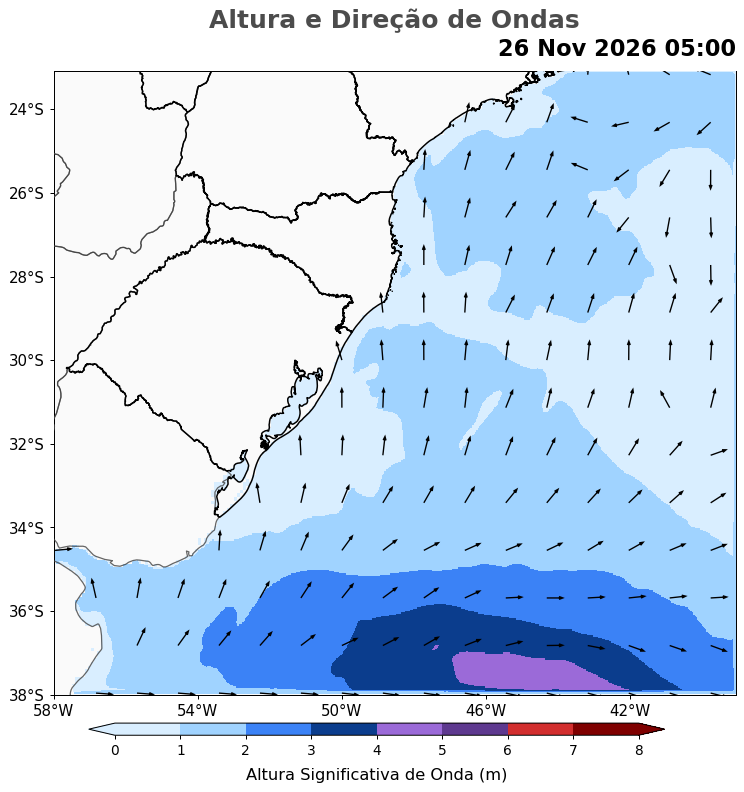 Altura e Direção de Ondas
26 Nov 2026 05:00
24°S
26°S
28°S
30°S
32°S
34°S
36°S
38°S
58°W 54°W 50°W 46°W 42°W
0 1 2 3 4 5 6 7 8
Altura Significativa de Onda (m)